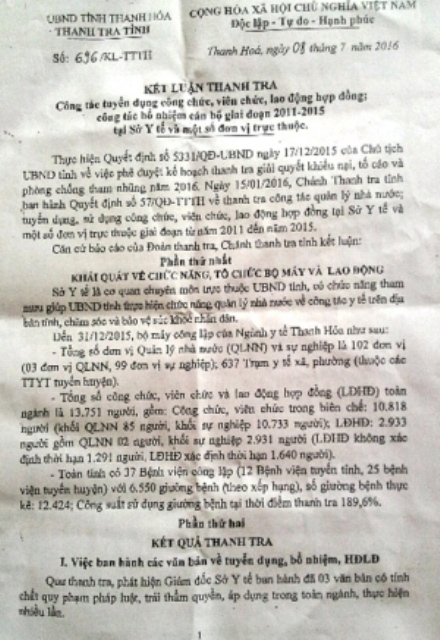 UBND TỈNH THANH HÓA
THANH TRA TỈNH
CỘNG HÒA XÃ HỘI CHỦ NGHĨA VIỆT NAM
Độc lập - Tự do - Hạnh phúc
Số: 696/KL-TTTH
Thanh Hoá, ngày 08 tháng 7 năm 2016
KẾT LUẬN THANH TRA
Công tác tuyển dụng công chức, viên chức, lao động hợp đồng;
công tác bổ nhiệm cán bộ giai đoạn 2011-2015
tại Sở Y tế và một số đơn vị trực thuộc.
Thực hiện Quyết định số 5331/QĐ-UBND ngày 17/12/2015 của Chủ tịch
UBND tỉnh về việc phê duyệt kế hoạch thanh tra giải quyết khiếu nại, tố cáo và
phòng chống tham nhũng năm 2016. Ngày 15/01/2016, Chánh Thanh tra tỉnh
ban hành Quyết định số 57/QĐ-TTTH về thanh tra công tác quản lý nhà nước;
tuyển dụng, sử dụng công chức, viên chức, lao động hợp đồng tại Sở Y tế và
một số đơn vị trực thuộc giai đoạn từ năm 2011 đến năm 2015.
Căn cứ báo cáo của Đoàn thanh tra, Chánh thanh tra tỉnh kết luận:
Phần thứ nhất
KHÁI QUÁT VỀ CHỨC NĂNG, TỔ CHỨC BỘ MÁY VÀ LAO ĐỘNG
Sở Y tế là cơ quan chuyên môn trực thuộc UBND tỉnh, có chức năng tham
mưu giúp UBND tỉnh thực hiện chức năng quản lý nhà nước về công tác y tế trên địa
bàn tỉnh, chăm sóc và bảo vệ sức khỏe nhân dân.
Đến 31/12/2015, bộ máy công lập của Ngành y tế Thanh Hóa như sau:
- Tổng số đơn vị Quản lý nhà nước (QLNN) và sự nghiệp là 102 đơn vị
(03 đơn vị QLNN, 99 đơn vị sự nghiệp); 637 Trạm y tế xã, phường (thuộc các
TTYT tuyến huyện).
- Tổng số công chức, viên chức và lao động hợp đồng (LĐHĐ) toàn
ngành là 13.751 người, gồm: Công chức, viên chức trong biên chế: 10.818
người (khối QLNN 85 người, khối sự nghiệp 10.733 người); LĐHĐ: 2.933
người gồm QLNN 02 người, khối sự nghiệp 2.931 người (LĐHĐ không xác
định thời hạn 1.291 người, LĐHĐ xác định thời hạn 1.640 người).
- Toàn tỉnh có 37 Bệnh viện công lập (12 Bệnh viện tuyến tỉnh, 25 bệnh
viện tuyến huyện) với 6.550 giường bệnh (theo xếp hạng), số giường bệnh thực
kê: 12.424; Công suất sử dụng giường bệnh tại thời điểm thanh tra 189,6%.
Phần thứ hai
KẾT QUẢ THANH TRA
I. Việc ban hành các văn bản về tuyển dụng, bổ nhiệm, HĐLĐ
Qua thanh tra, phát hiện Giám đốc Sở Y tế ban hành đã 03 văn bản có tính
chất quy phạm pháp luật, trái thẩm quyền, áp dụng trong toàn ngành, thực hiện
nhiều lần.
1